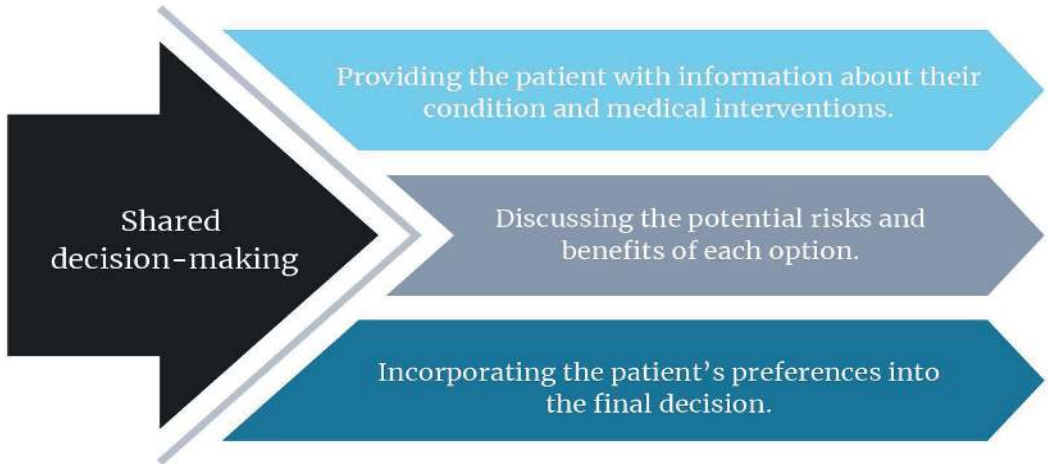 Shared
decision-making
Providing the patient with information about their
condition and medical interventions.
Discussing the potential risks and
benefits of each option.
Incorporating the patient’s preferences into
the final decision.